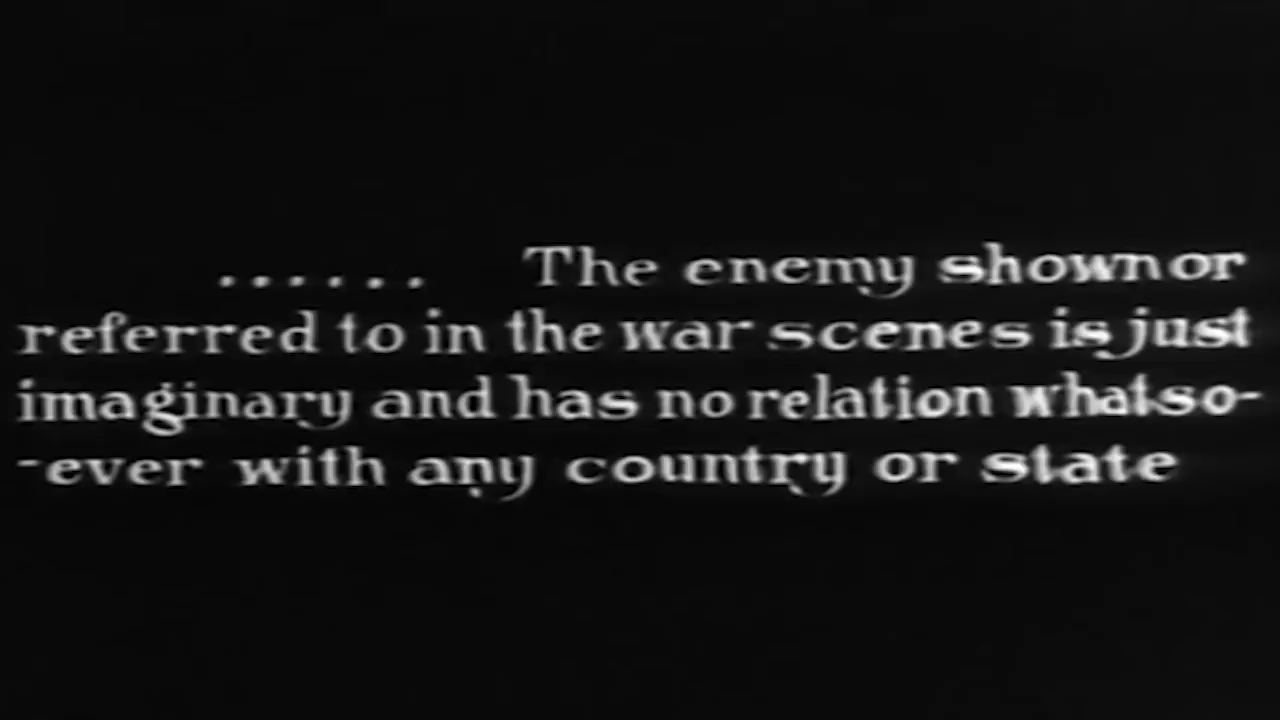 ...... The enemy shown or
referred to in the war scenes is just
imaginary and has no relation whatso-
-ever with any country or state